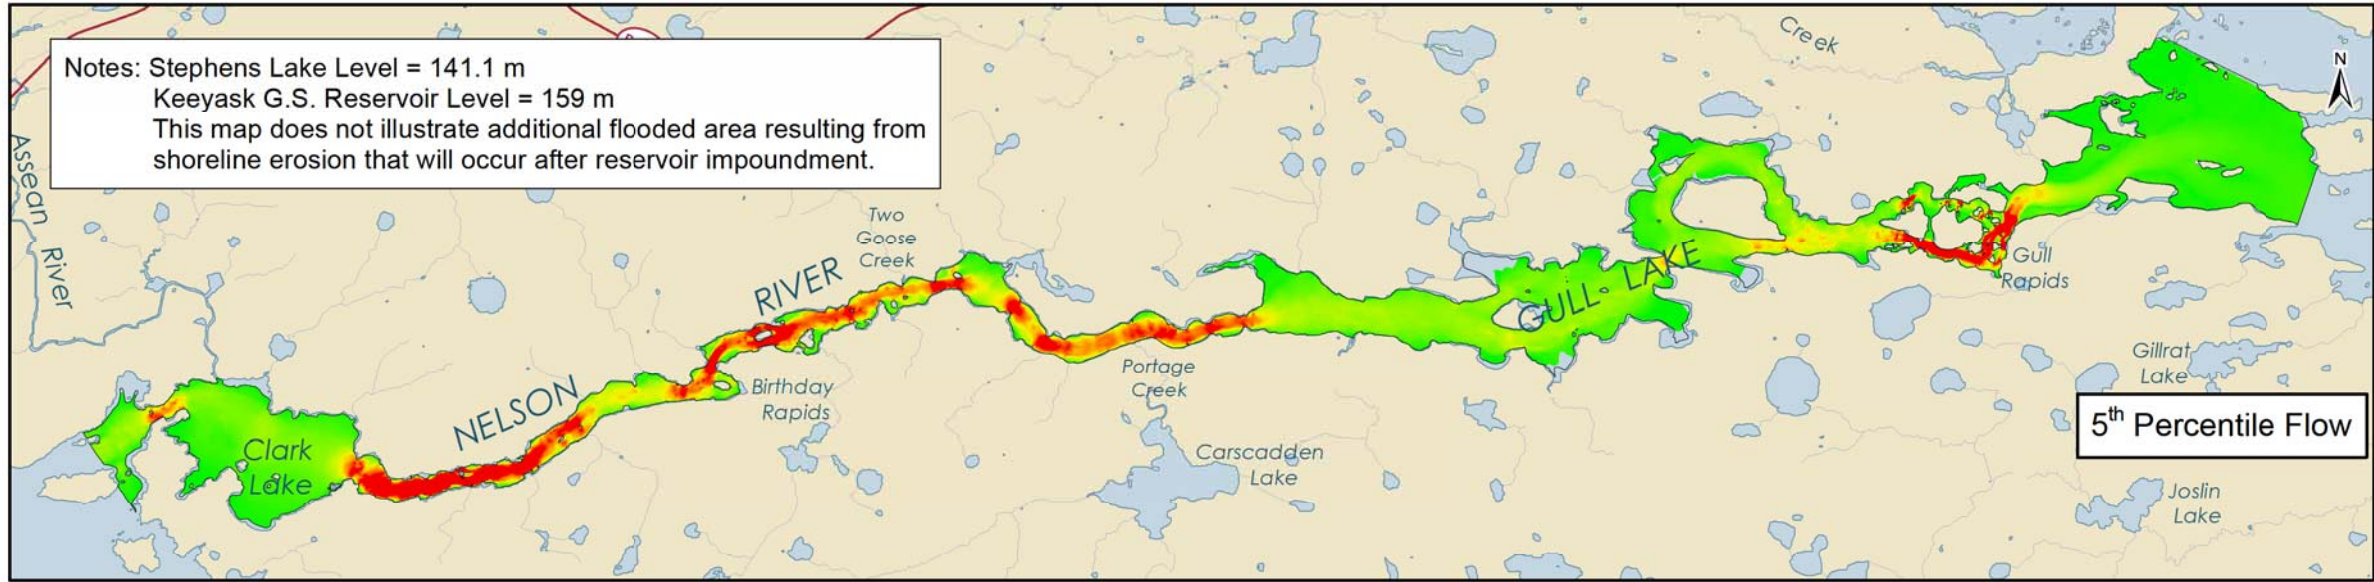 Notes: Stephens Lake Level = 141.1 m
Keeyask G.S. Reservoir Level = 159 m
This map does not illustrate additional flooded area resulting from
shoreline erosion that will occur after reservoir impoundment.
Creek
N
Assean
River
Two
Goose
Creek
RIVER
NELSON
Birthday
Rapids
Clark
Lake
Portage
Creek
Carscadden
Lake
GULL LAKE
Gull
Rapids
Gillrat
Lake
5th Percentile Flow
Joslin
Lake